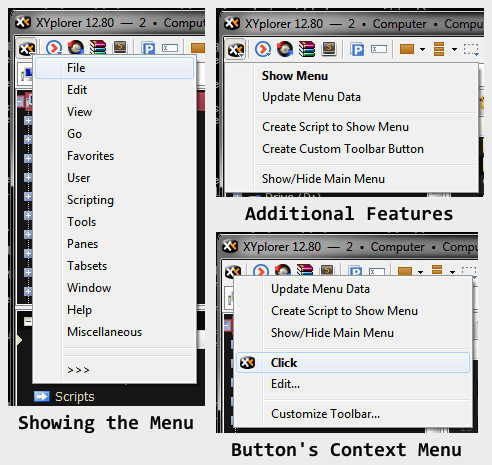 XYplorer 12.80 — 2 • Computer • Comput
File
Edit
View
Go
Favorites
User
Scripting
Tools
Panes
Tabsets
Window
Help
Miscellaneous
>>>
Scripts
Showing the Menu
XYplorer 12.80 — 2 • Computer • Computer
Show Menu
Update Menu Data
Create Script to Show Menu
Create Custom Toolbar Button
Show/Hide Main Menu
Additional Features
XYplorer 12.80 — 2 • Computer • Computer
Update Menu Data
Create Script to Show Menu
Show/Hide Main Menu
Click
Edit...
Customize Toolbar...
Button's Context Menu